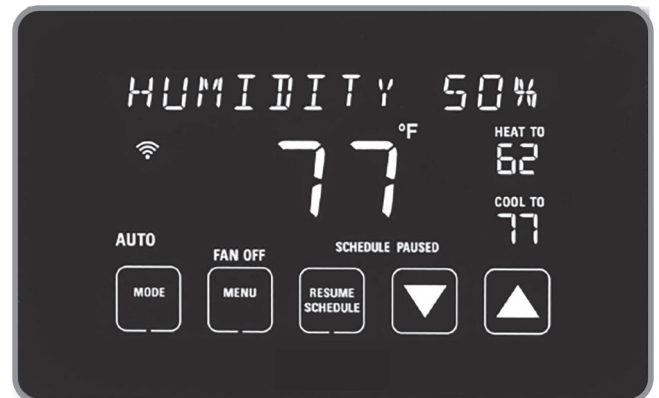 HUMIDITY 50%
77 °F
HEAT TO
62
COOL TO
77
AUTO
FAN OFF
SCHEDULE PAUSED
MODE
MENU
RESUME
SCHEDULE